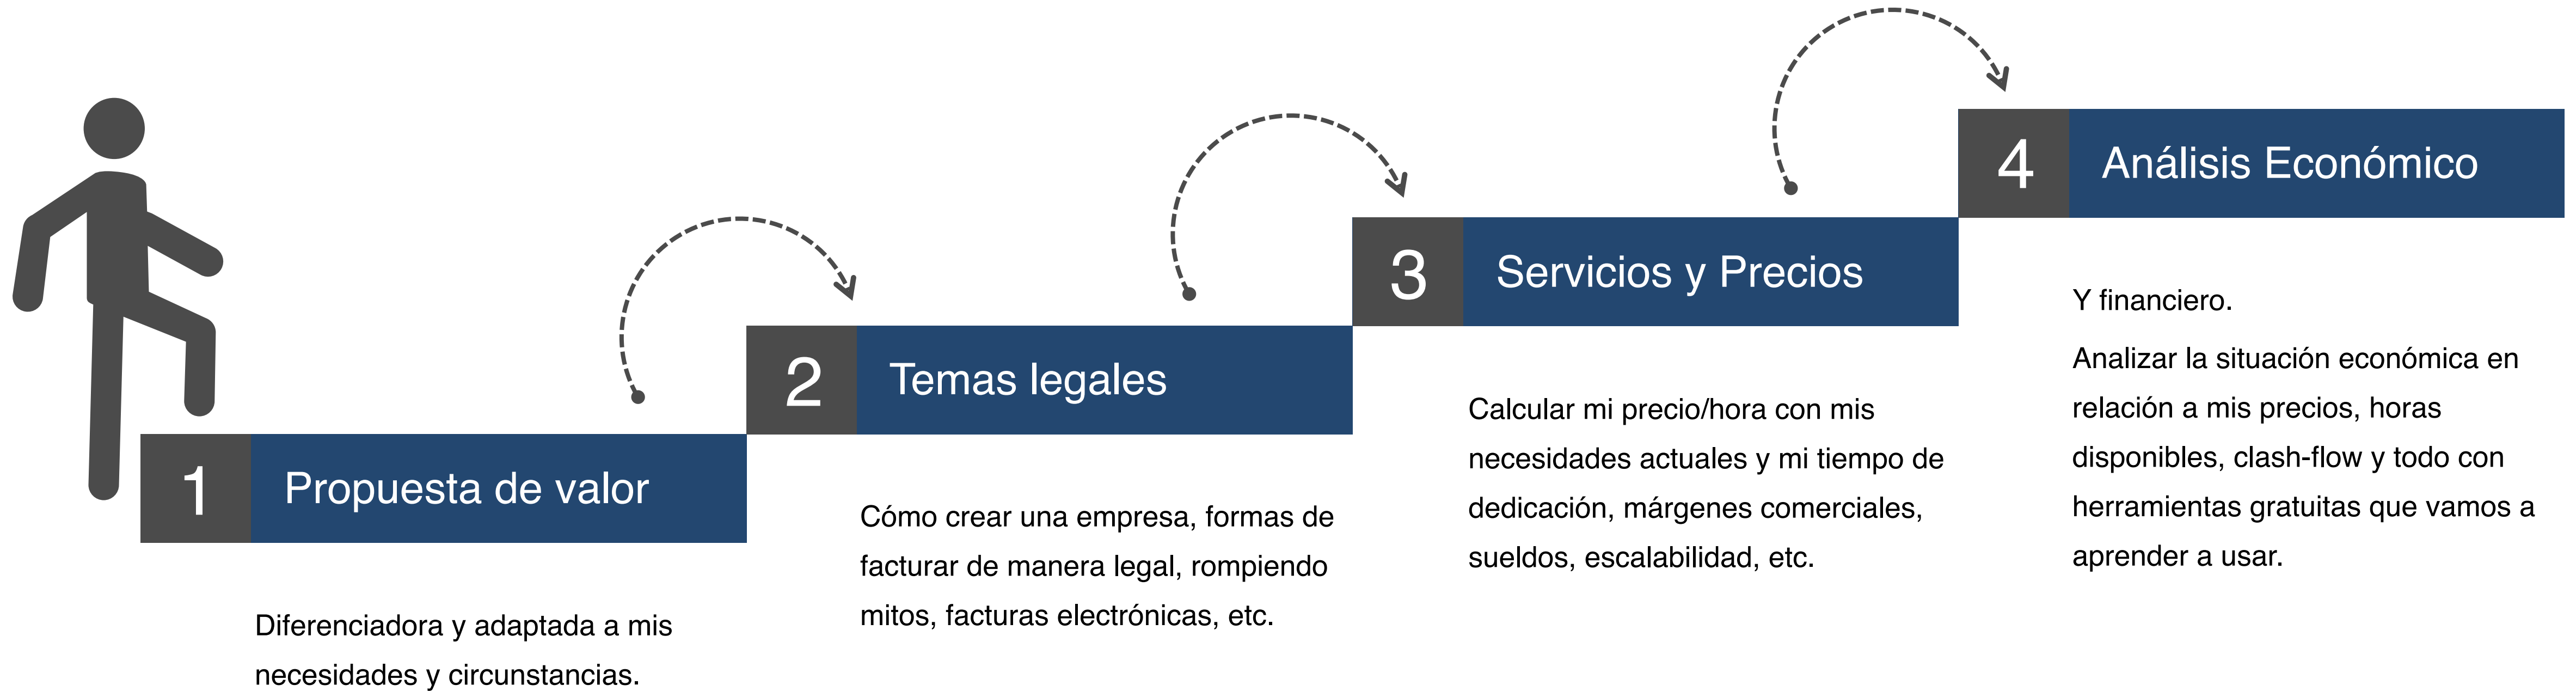 1
Propuesta de valor
Diferenciadora y adaptada a mis
necesidades y circunstancias.
2
Temas legales
Cómo crear una empresa, formas de
facturar de manera legal, rompiendo
mitos, facturas electrónicas, etc.
3
Servicios y Precios
Calcular mi precio/hora con mis
necesidades actuales y mi tiempo de
dedicación, márgenes comerciales,
sueldos, escalabilidad, etc.
4
Análisis Económico
Y financiero.
Analizar la situación económica en
relación a mis precios, horas
disponibles, clash-flow y todo con
herramientas gratuitas que vamos a
aprender a usar.